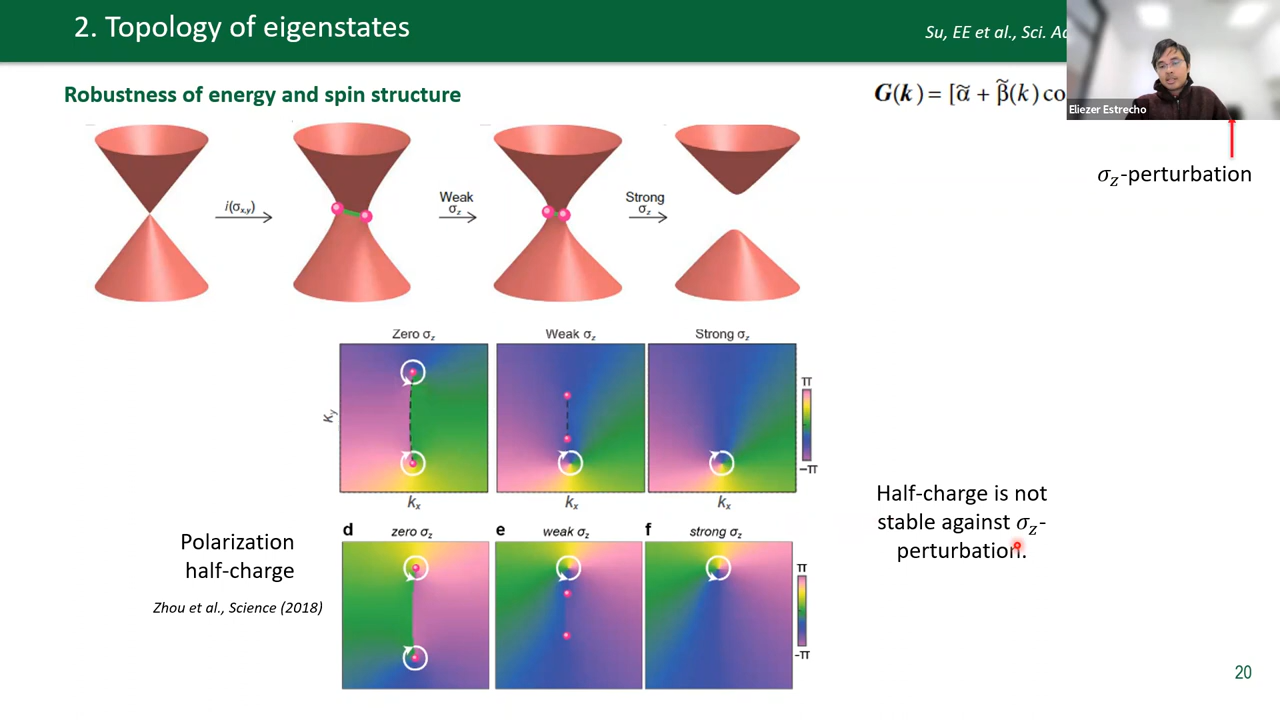 2. Topology of eigenstates
Su, EE et al., Sci.
Eliezer Estrecho
Robustness of energy and spin structure
G(k) = [α̃ + β̃(k)co
σz-perturbation
i(σx,y)
Weak
σz
Strong
σz
Zero σz
Weak σz
Strong σz
π
−π
Ky
kx
kx
kx
Half-charge is not
stable against σz-
perturbation.
Polarization
half-charge
Zhou et al., Science (2018)
d zero σz
e weak σz
f strong σz
π
-π
20